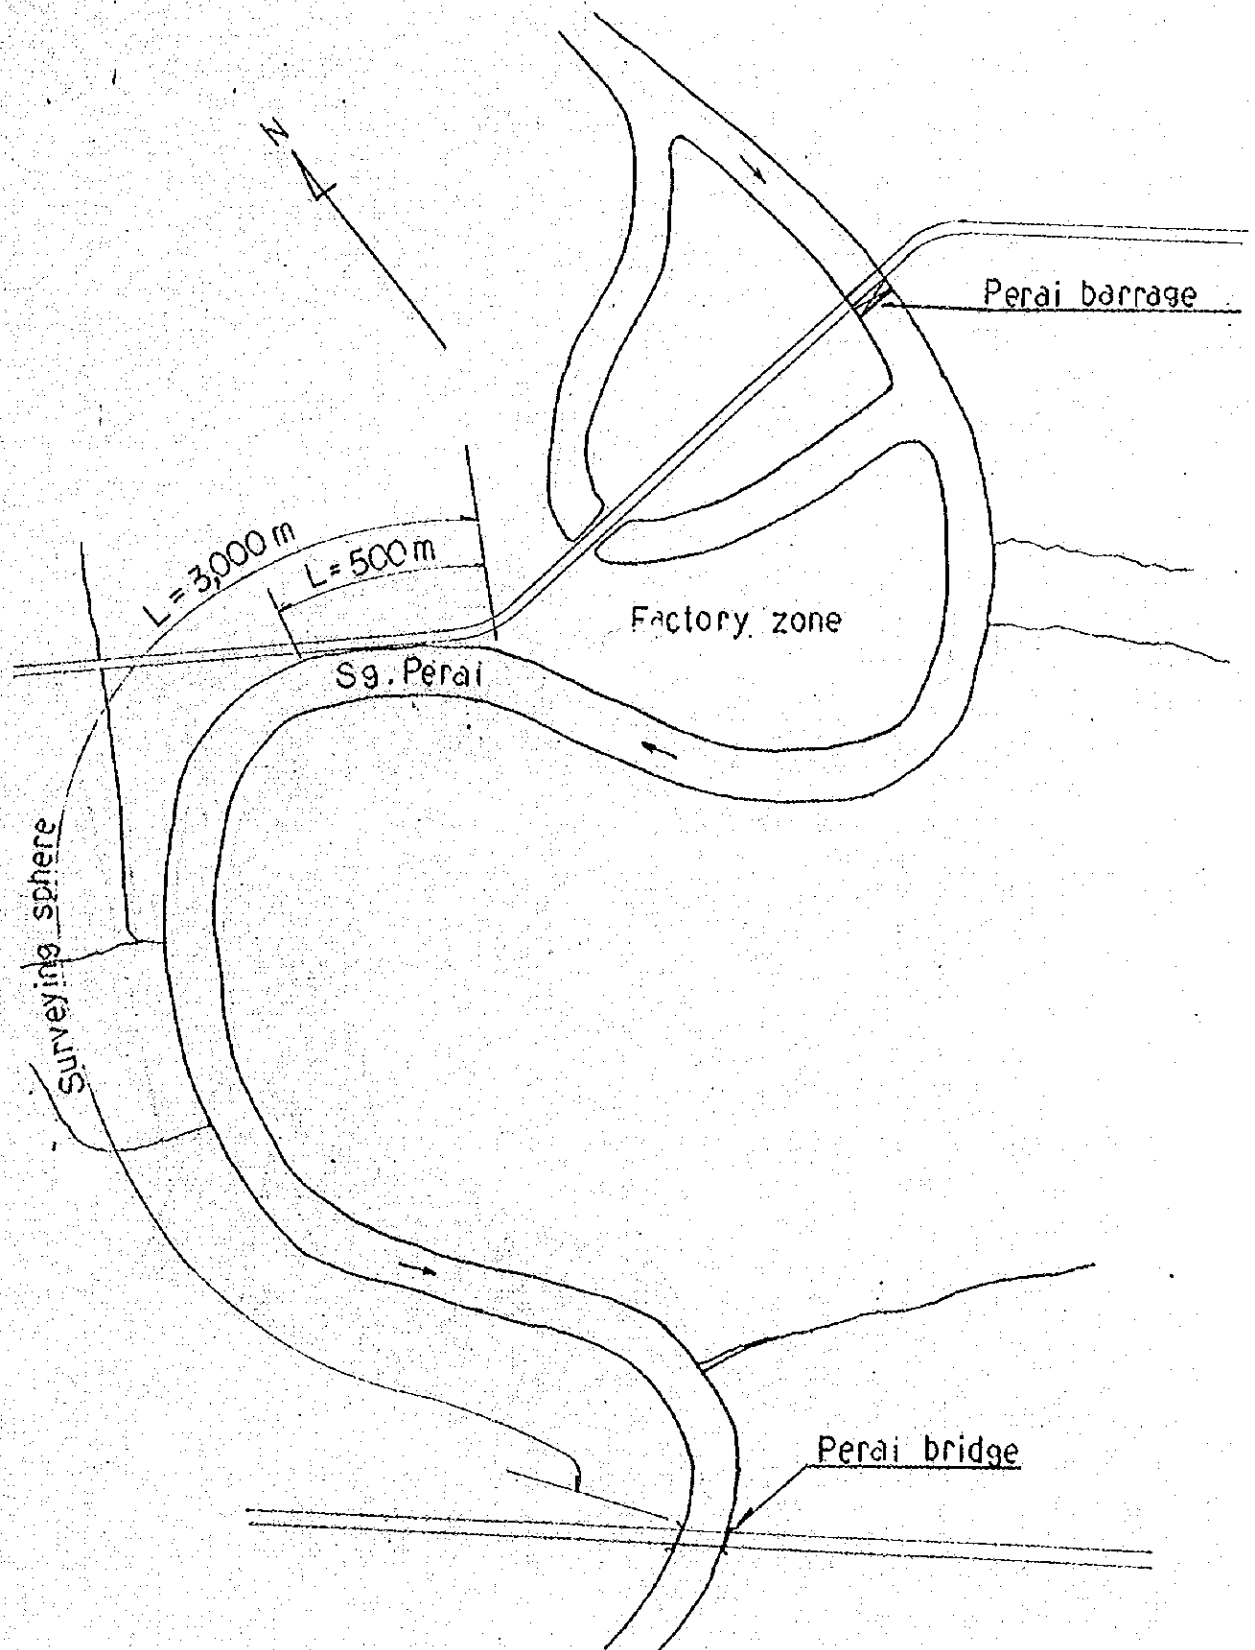 N
Perai barrage
L = 3,000 m
L = 500 m
Factory zone
Sg. Perai
Surveying sphere
Perai bridge